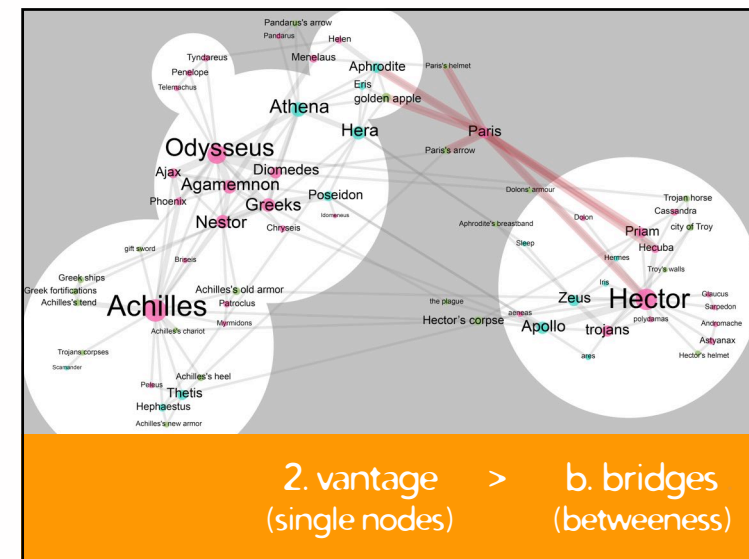 Pandarus's arrow
Pandarus
Helen
Tyndareus
Menelaus
Penelope
Aphrodite
Paris's helmet
Telemachus
Eris
golden apple
Athena
Hera
Paris
Odysseus
Paris's arrow
Ajax
Diomedes
Agamemnon
Dolons' armour
Phoenix
Greeks
Poseidon
Trojan horse
Idomeneus
Cassandra
Nestor
Chryseis
Aphrodite's breastband
Dolon
Priam
city of Troy
gift sword
Sleep
Hecuba
Briseis
Hermes
Troy's walls
Greek ships
Iris
Greek fortifications
Achilles's old armor
Achilles's tend
Achilles
Patroclus
the plague
Zeus
Hector
Glaucus
Sarpedon
Myrmidons
Hector's corpse
aeneas
Apollo
trojans
polydamas
Andromache
Achilles's chariot
Astyanax
Trojans corpses
ares
Hector's helmet
Scamander
Achilles's heel
Peleus
Thetis
Hephaestus
Achilles's new armor
2. vantage > b. bridges
(single nodes) (betweeness)